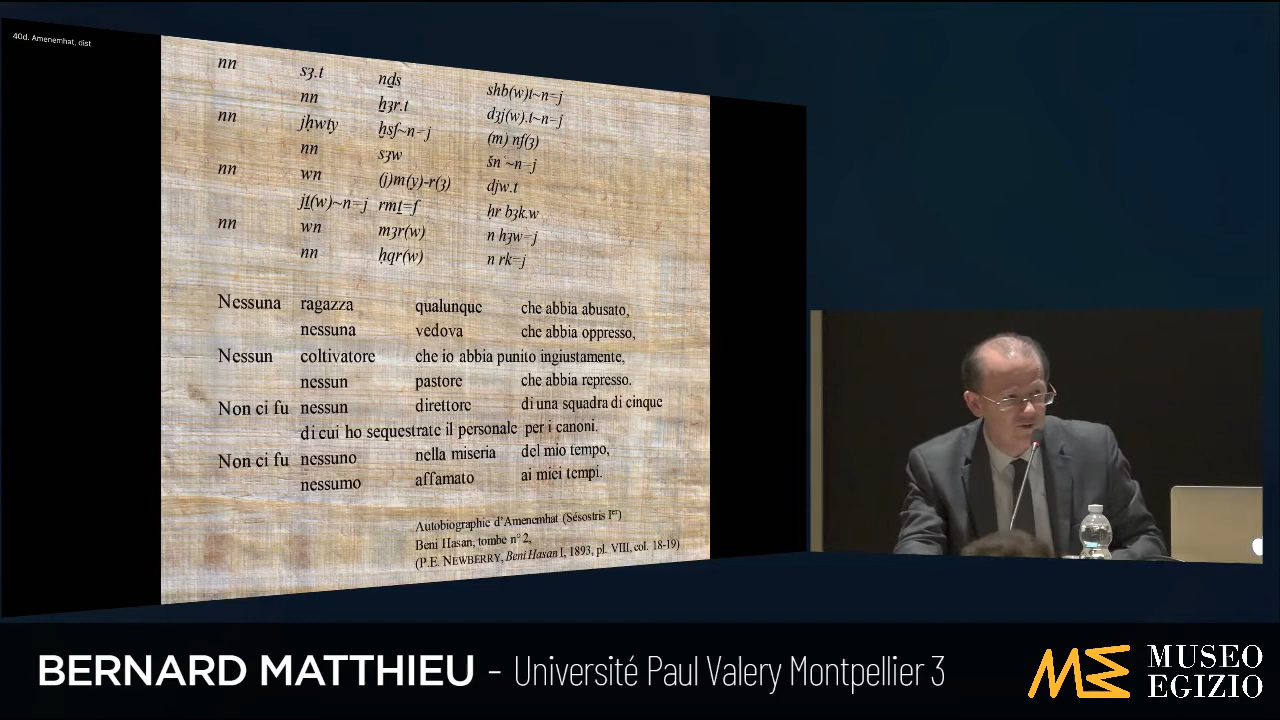 40d. Amenemhat, dist
nn s3.t nḏs shb(w)t~n=j
nn ḫ3r.t d3j(w).t~n=j
nn jḥwty ḫsf~n=j (m) nf(3)
nn s3w šnꜥ~n=j
nn wn (j)m(y)-r(3) djw.t
jṯ(w)~n=j rmṯ=f ḥr b3k.w
nn wn m3r(w) n h3w=j
nn ḥqr(w) n rk=j
Nessuna ragazza qualunque che abbia abusato,
nessuna vedova che abbia oppresso,
Nessun coltivatore che io abbia punito ingiustamente,
nessun pastore che abbia represso.
Non ci fu nessun direttore di una squadra di cinque
di cui ho sequestrate il personale per i canoni.
Non ci fu nessuno nella miseria del mio tempo,
nessumo affamato ai miei tempi.
Autobiographie d'Amenemhat (Sésostris Iᵉʳ)
Beni Hasan, tombe n° 2,
(P.E. NEWBERRY, Beni Hasan I, 1893, pl. VIII, col. 18-19)
BERNARD MATTHIEU - Université Paul Valery Montpellier 3
MUSEO
EGIZIO